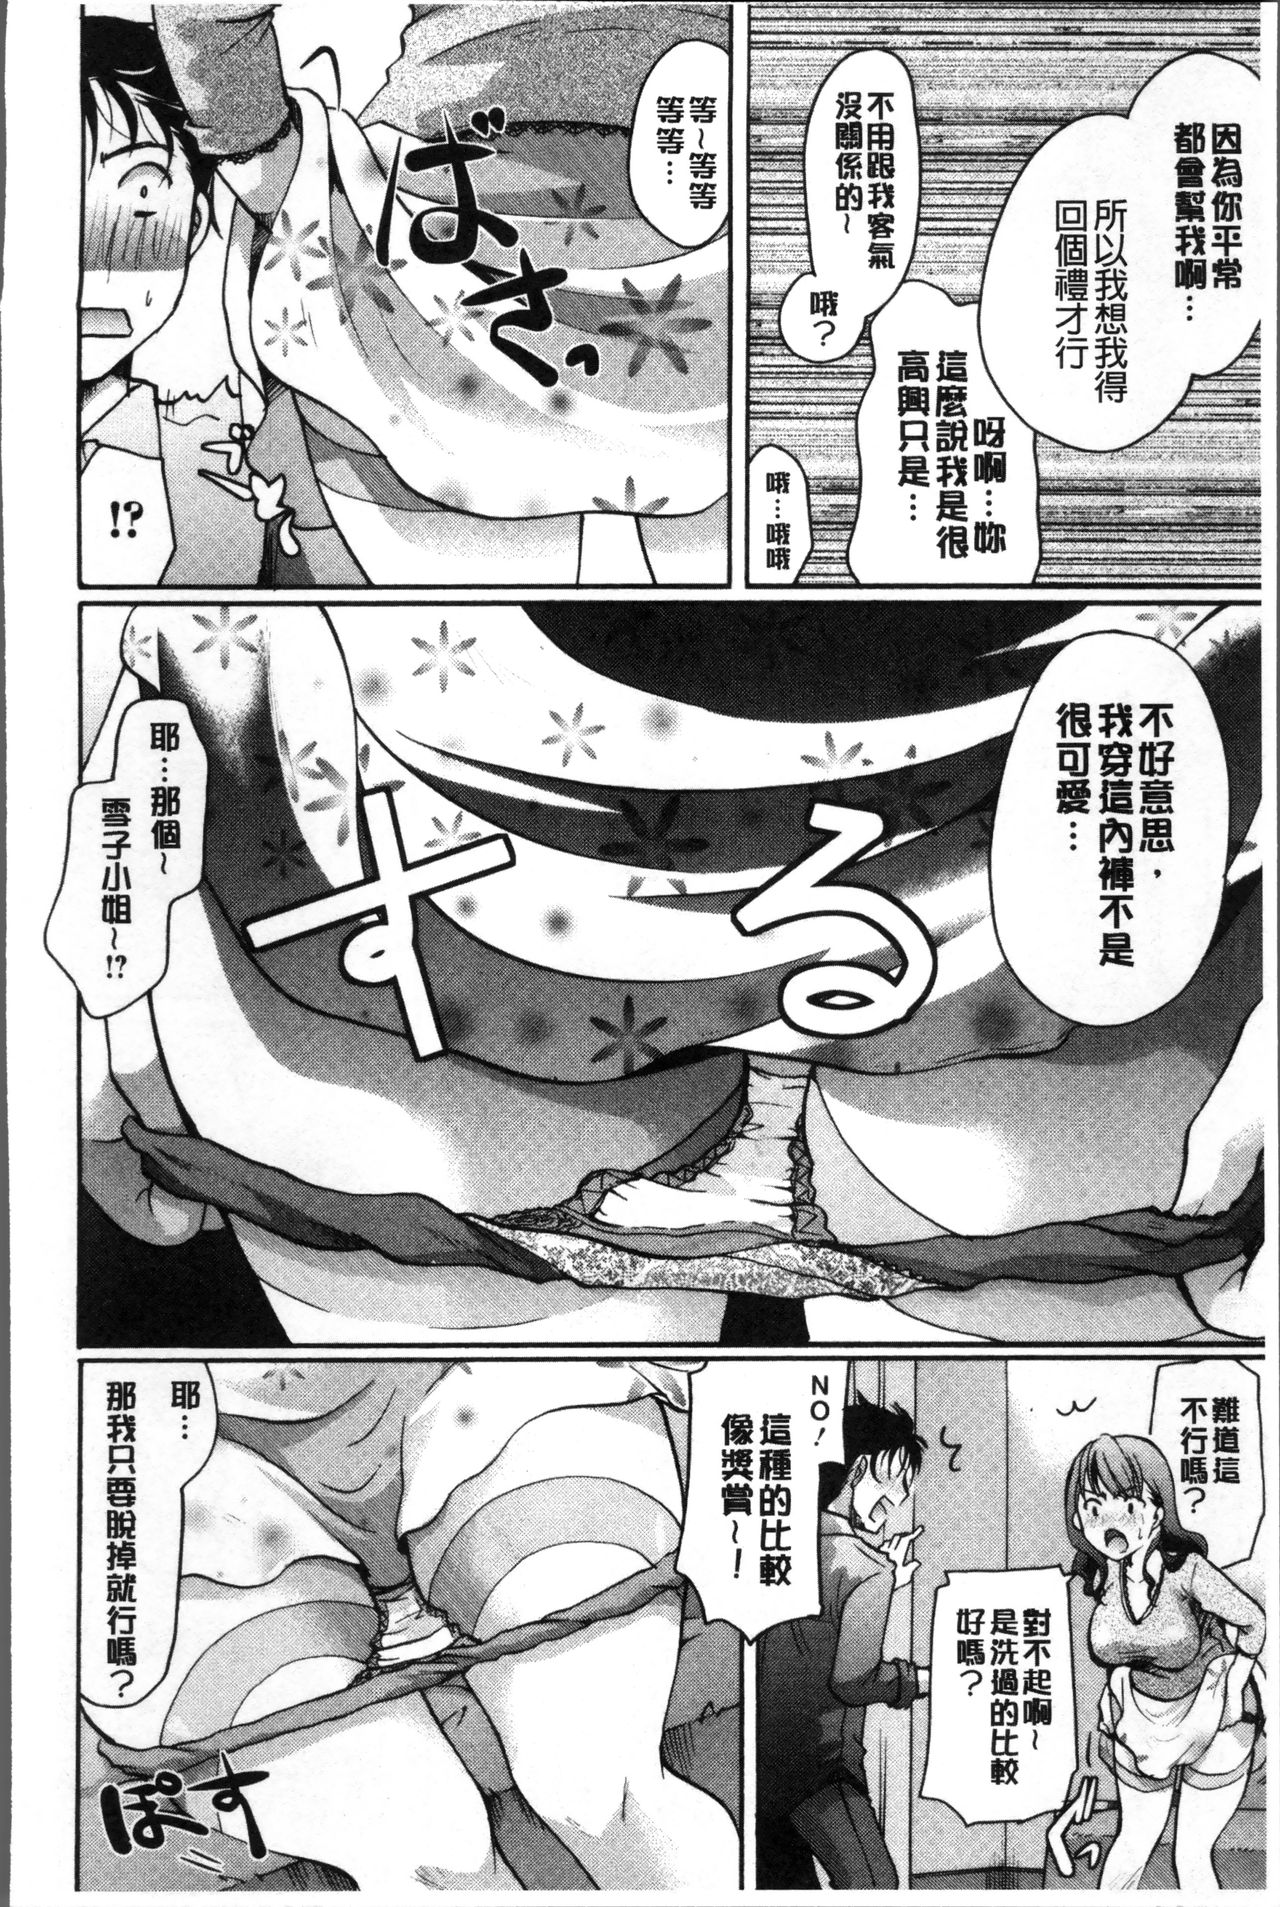 因為你平常
都會幫我啊…
所以我想我得
回個禮才行
不用跟我客氣
沒關係的～
哦？
呀啊…妳
這麼說我是很
高興只是…
哦…哦哦
等～等等
等等…
ばさっ
!?
不好意思，
我穿這內褲不是
很可愛…
する
耶…那個～
雪子小姐～!?
難道這
不行嗎？
對不起啊～
是洗過的比較
好嗎？
NO!
這種的比較
像獎賞～！
耶…
那我只要脫掉就行嗎？
ぽすっ